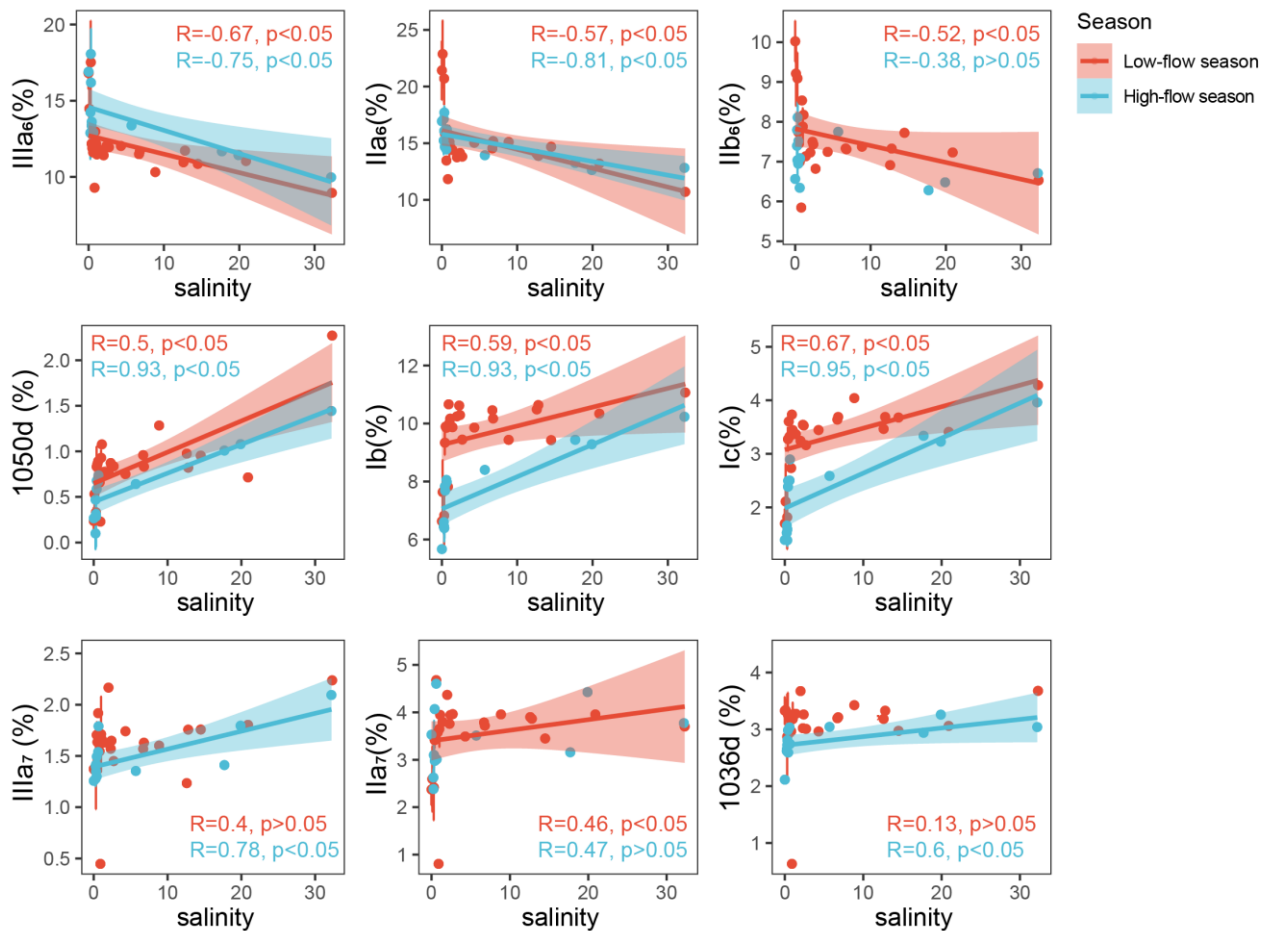 Season
Low-flow season
High-flow season
IIIa₆(%)
20
15
10
R=-0.67, p<0.05
R=-0.75, p<0.05
0 10 20 30
salinity
IIa₆(%)
25
20
15
10
R=-0.57, p<0.05
R=-0.81, p<0.05
0 10 20 30
salinity
IIb₆(%)
10
9
8
7
6
5
R=-0.52, p<0.05
R=-0.38, p>0.05
0 10 20 30
salinity
1050d (%)
2.0
1.5
1.0
0.5
0.0
R=0.5, p<0.05
R=0.93, p<0.05
0 10 20 30
salinity
Ib(%)
12
10
8
6
R=0.59, p<0.05
R=0.93, p<0.05
0 10 20 30
salinity
Ic(%)
5
4
3
2
R=0.67, p<0.05
R=0.95, p<0.05
0 10 20 30
salinity
IIIa₇ (%)
2.5
2.0
1.5
1.0
0.5
R=0.4, p>0.05
R=0.78, p<0.05
0 10 20 30
salinity
IIa₇(%)
5
4
3
2
1
R=0.46, p<0.05
R=0.47, p>0.05
0 10 20 30
salinity
1036d (%)
4
3
2
1
R=0.13, p>0.05
R=0.6, p<0.05
0 10 20 30
salinity